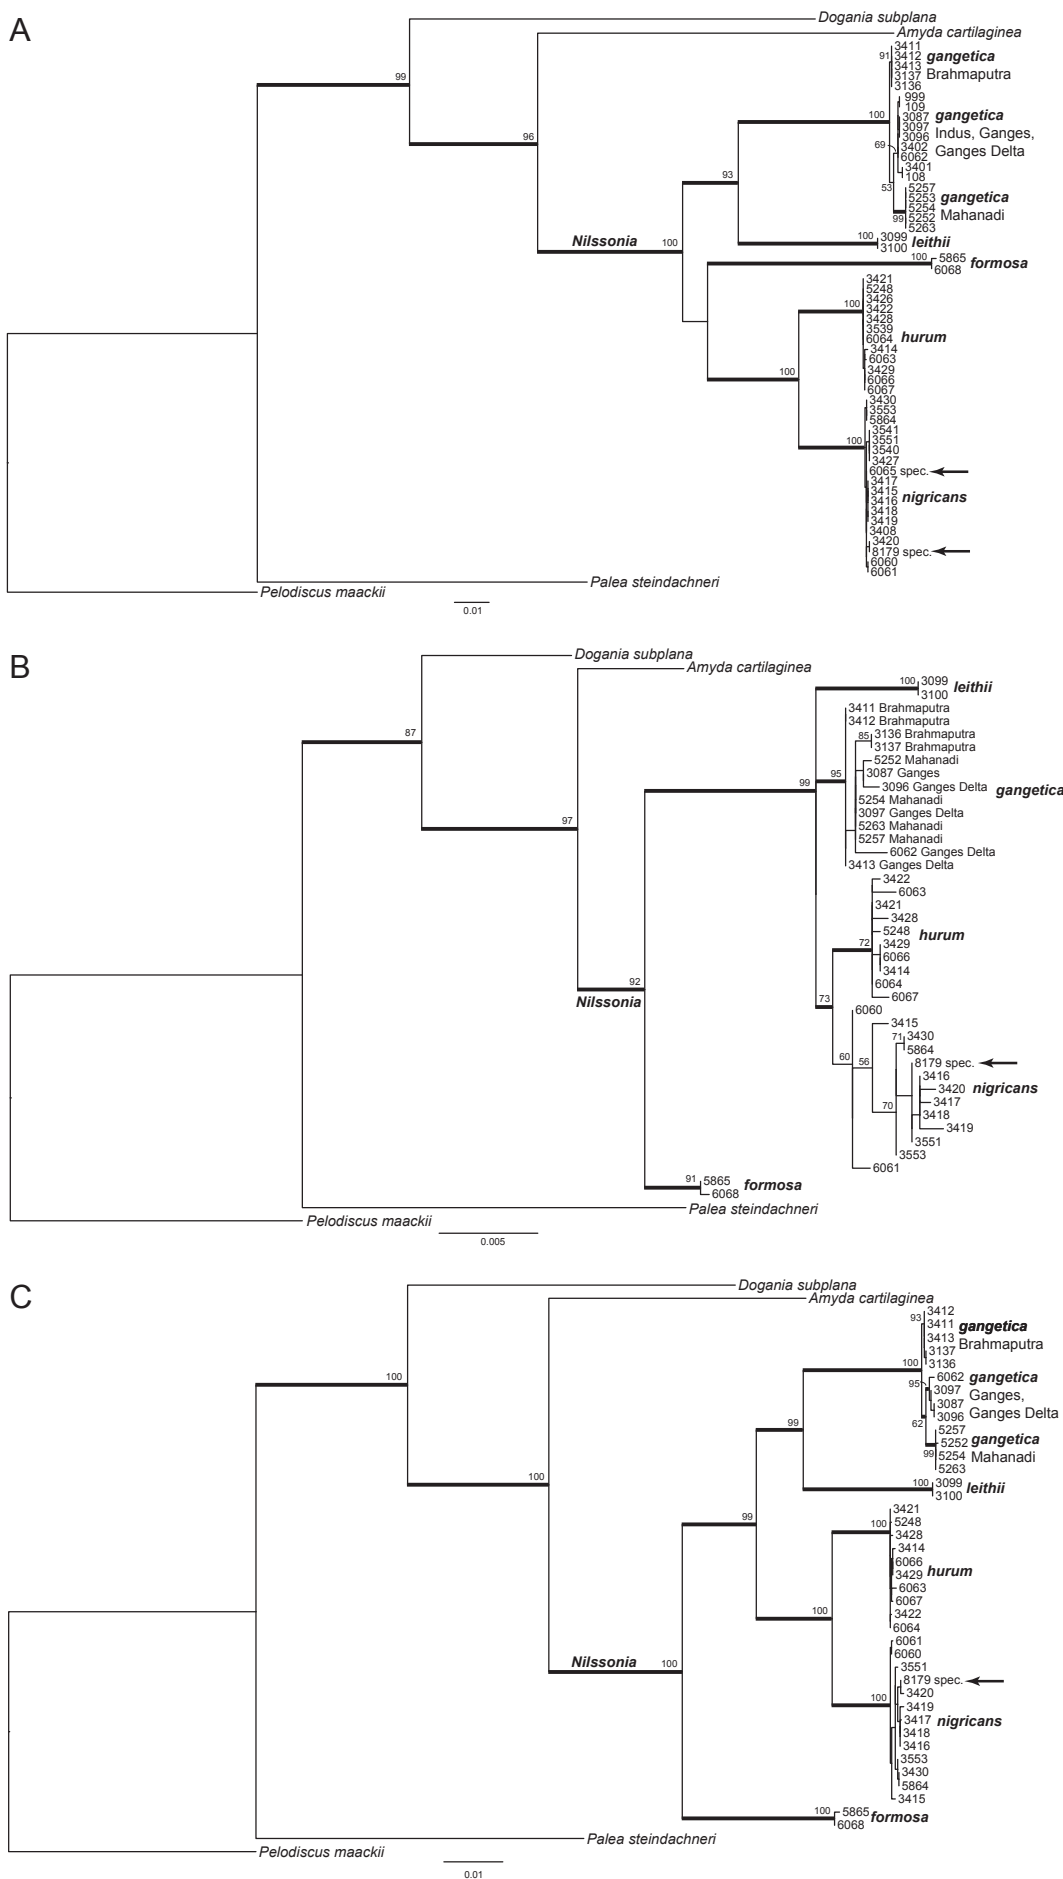 A
Dogania subplana
Amyda cartilaginea
99
96
3411
91
3412
gangetica
3413
3137
Brahmaputra
3136
999
109
100
3087
gangetica
3097
3096
Indus, Ganges,
69
3402
Ganges Delta
6062
3401
108
53
5257
5253
gangetica
5254
99
5252
Mahanadi
5263
93
100
3099
leithii
3100
Nilssonia
100
100
5865
formosa
6068
3421
5248
3426
100
3422
3428
3539
6064
hurum
3414
6063
3429
100
6066
6067
3430
3553
5864
3541
3551
100
3540
3427
6065 spec.
3417
3415
3416
nigricans
3418
3419
3408
3420
8179 spec.
6060
6061
Palea steindachneri
Pelodiscus maackii
0.01
B
Dogania subplana
Amyda cartilaginea
87
97
100
3099
leithii
3100
3411 Brahmaputra
3412 Brahmaputra
85
3136 Brahmaputra
3137 Brahmaputra
5252 Mahanadi
99
95
3087 Ganges
3096 Ganges Delta
gangetica
5254 Mahanadi
3097 Ganges Delta
5263 Mahanadi
5257 Mahanadi
6062 Ganges Delta
3413 Ganges Delta
3422
6063
3421
3428
5248
hurum
72
3429
6066
3414
6064
6067
92
Nilssonia
73
6060
3415
71
3430
5864
60
56
8179 spec.
3416
3420
nigricans
70
3417
3418
3419
3551
3553
6061
91
5865
formosa
6068
Palea steindachneri
Pelodiscus maackii
0.005
C
Dogania subplana
Amyda cartilaginea
100
100
3412
93
3411
gangetica
3413
Brahmaputra
3137
3136
100
6062
gangetica
95
3097
Ganges,
3087
3096
Ganges Delta
62
5257
5252
gangetica
99
5254
Mahanadi
5263
99
100
3099
leithii
3100
99
3421
100
5248
3428
3414
6066
3429
hurum
6063
6067
100
3422
6064
Nilssonia
100
6061
6060
3551
8179 spec.
100
3420
3419
3417
nigricans
3418
3416
3553
3430
5864
3415
100
5865
formosa
6068
Palea steindachneri
Pelodiscus maackii
0.01